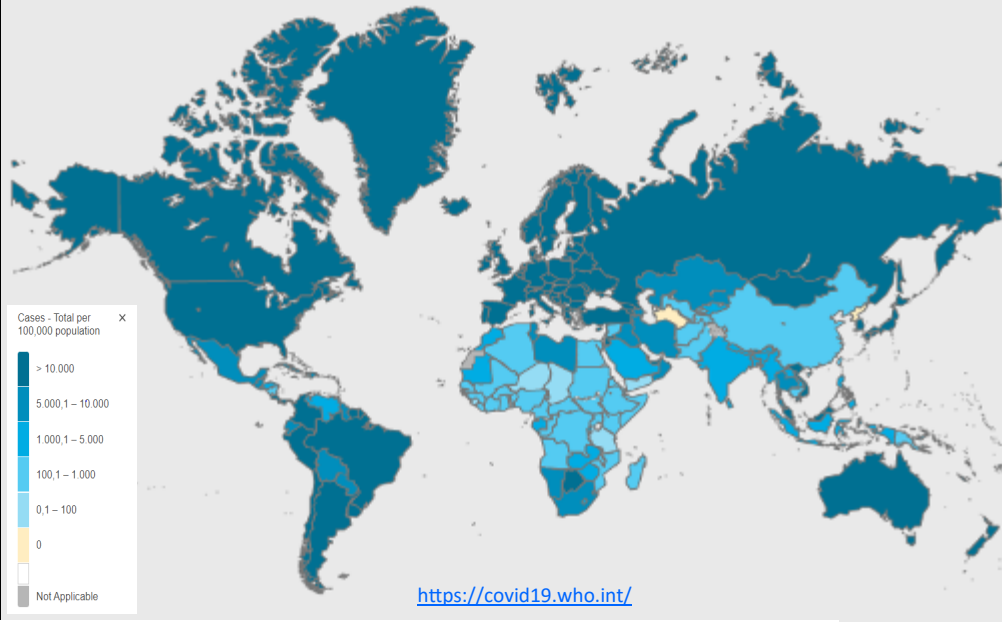 Cases - Total per X
100,000 population
> 10.000
5.000,1 – 10.000
1.000,1 – 5.000
100,1 – 1.000
0,1 – 100
0
Not Applicable
https://covid19.who.int/